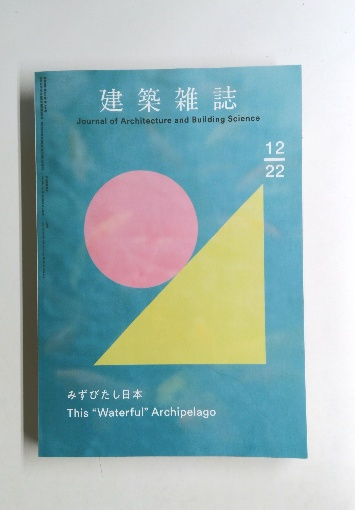 建築雑誌
Journal of Architecture and Building Science
12
22
みずびたし日本
This “Waterful” Archipelago